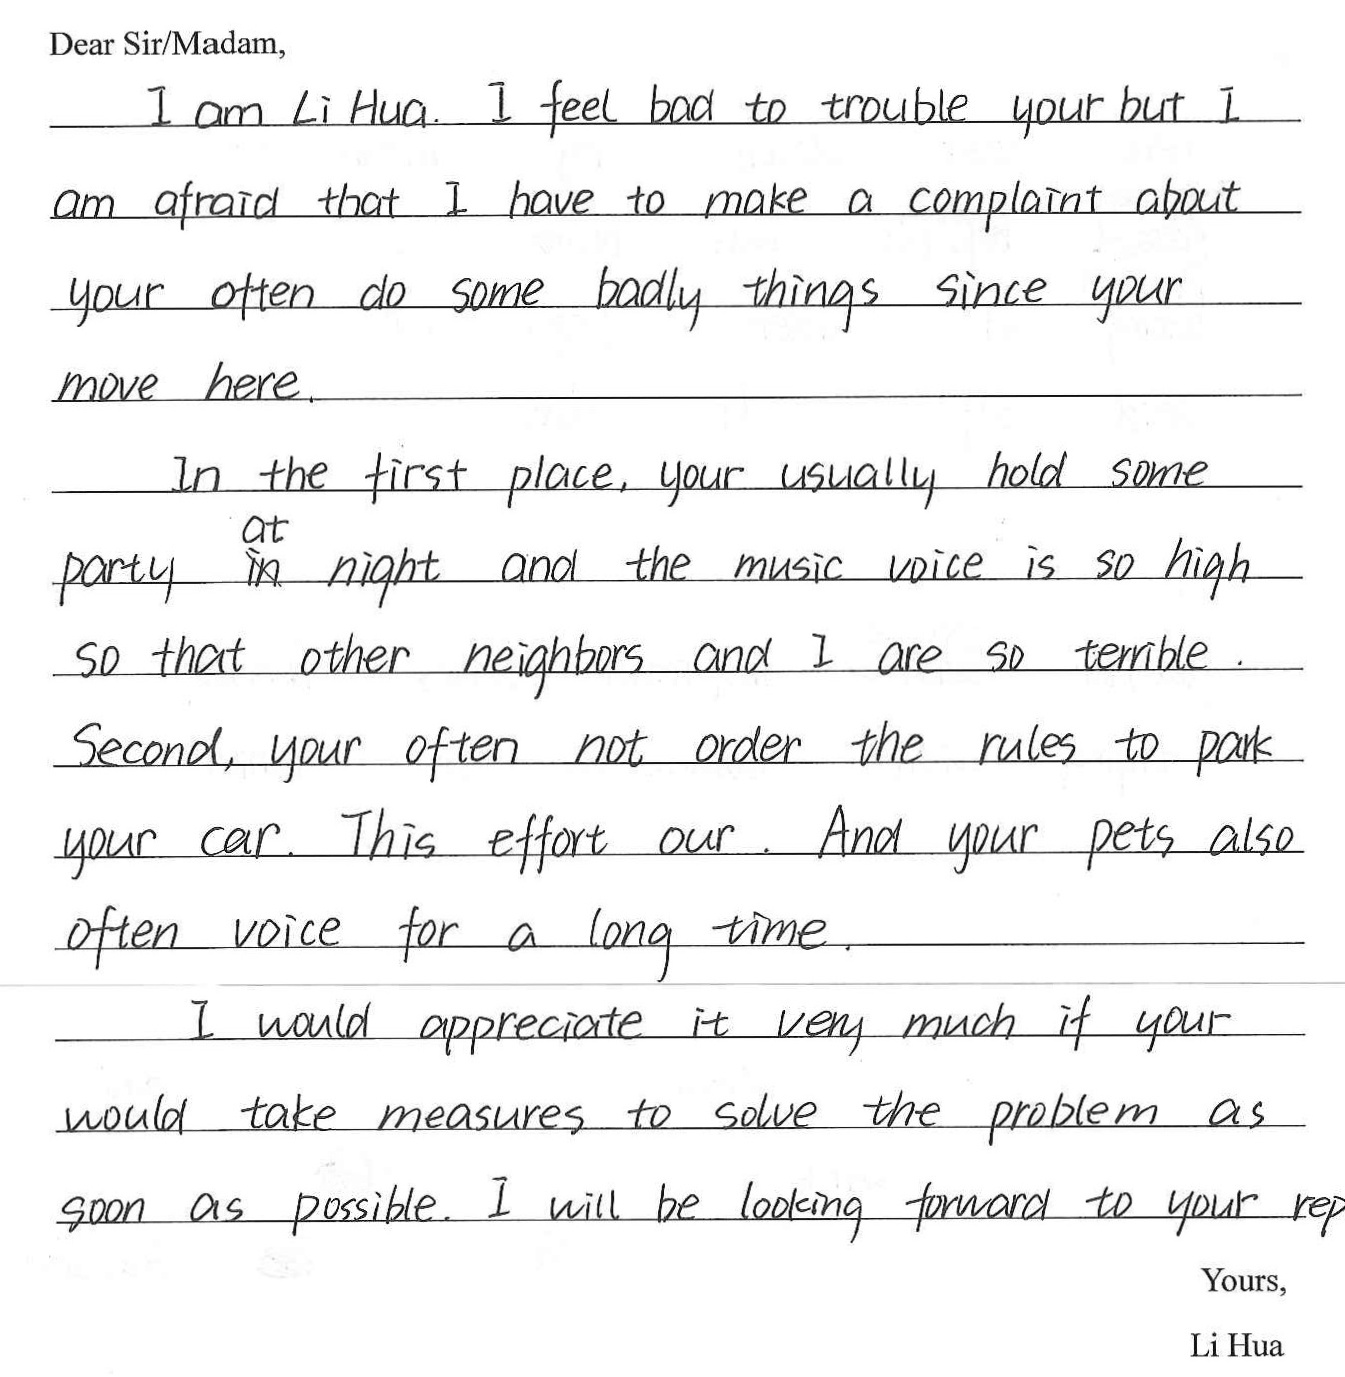 Dear Sir/Madam,
I am Li Hua. I feel bad to trouble your but I
am afraid that I have to make a complaint about
your often do some badly things since your
move here.
In the first place, your usually hold some
at
party in night and the music voice is so high
so that other neighbors and I are so terrible.
Second, your often not order the rules to park
your car. This effort our. And your pets also
often voice for a long time.
I would appreciate it very much if your
would take measures to solve the problem as
soon as possible. I will be looking forward to your rep
Yours,
Li Hua